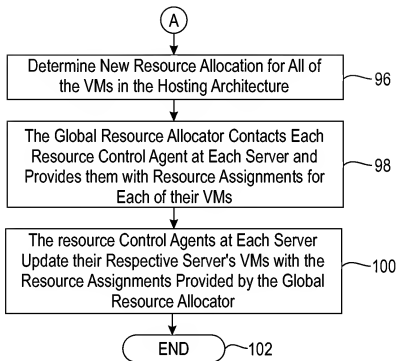 A
Determine New Resource Allocation for All of
the VMs in the Hosting Architecture
96
The Global Resource Allocator Contacts Each
Resource Control Agent at Each Server and
Provides them with Resource Assignments for
Each of their VMs
98
The resource Control Agents at Each Server
Update their Respective Server's VMs with the
Resource Assignments Provided by the Global
Resource Allocator
100
END
102